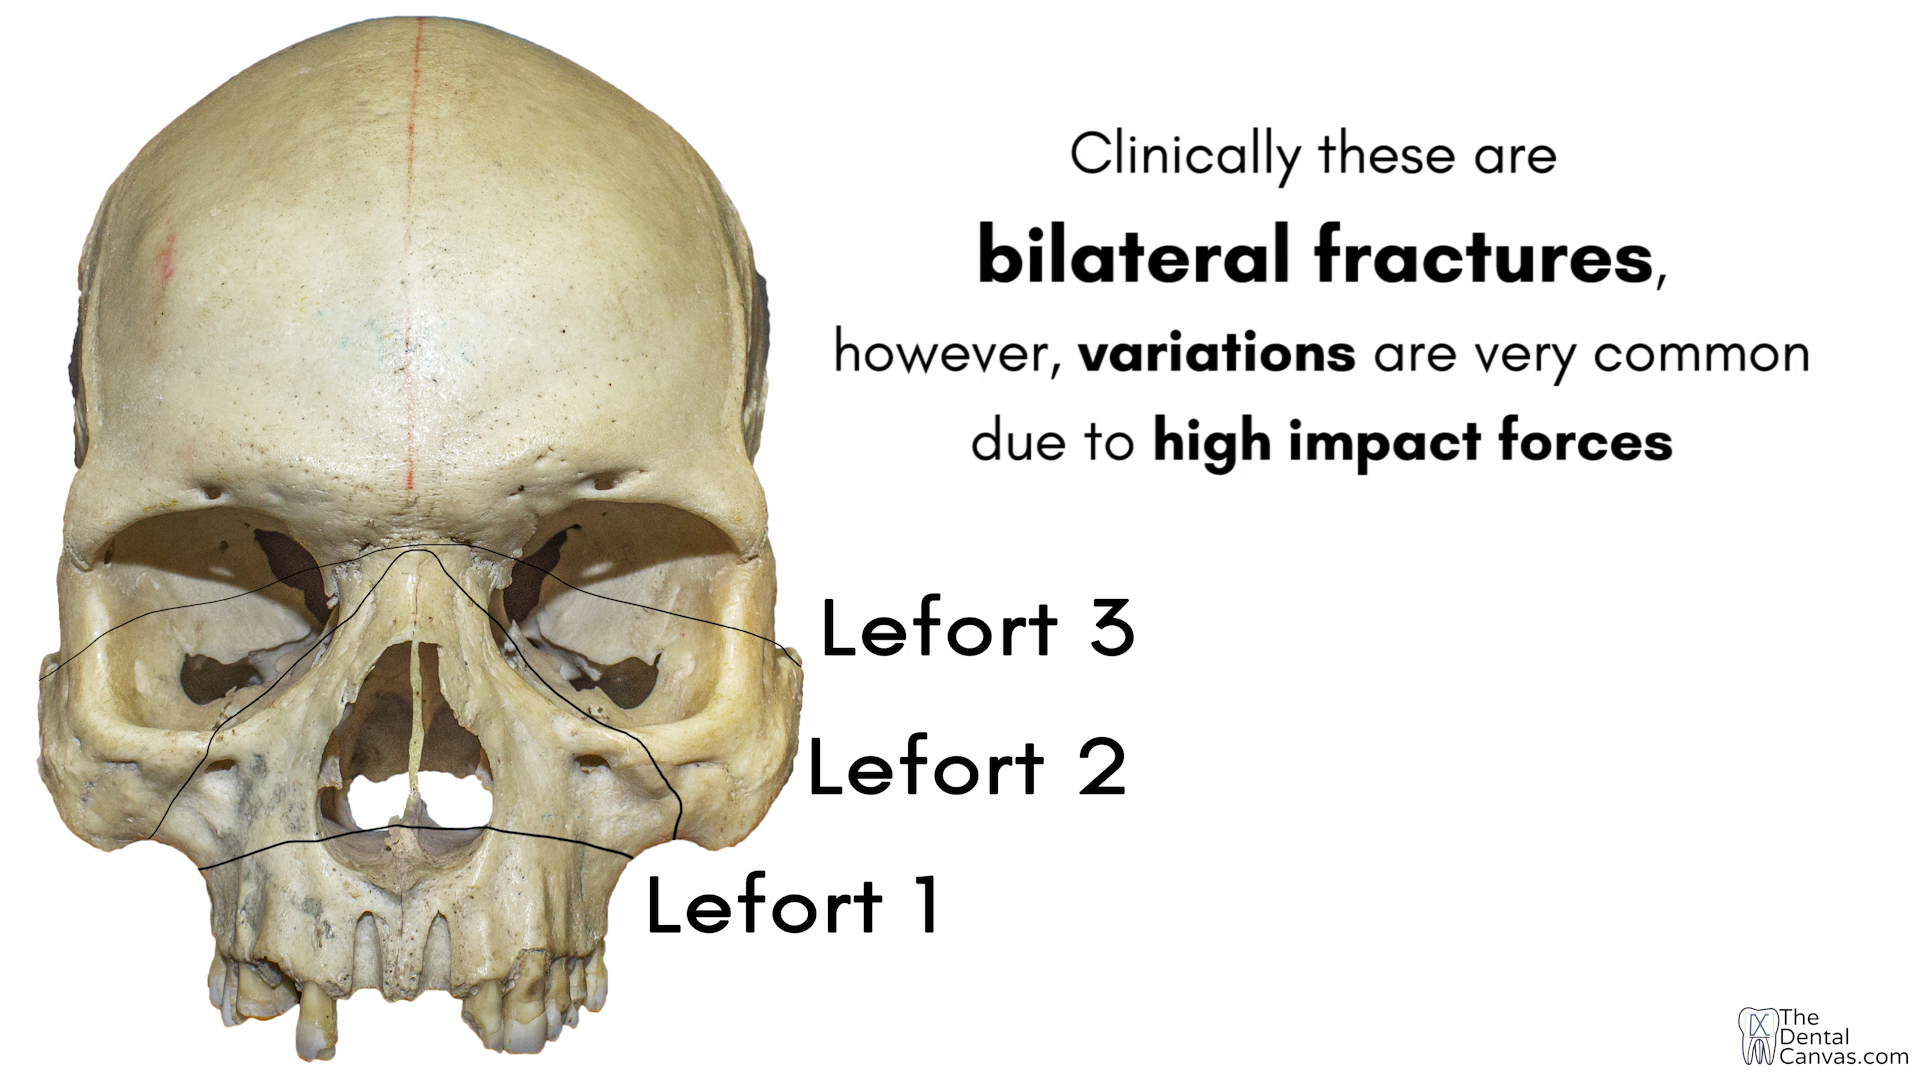 Clinically these are
bilateral fractures,
however, variations are very common
due to high impact forces
Lefort 3
Lefort 2
Lefort 1
The
Dental
Canvas.com